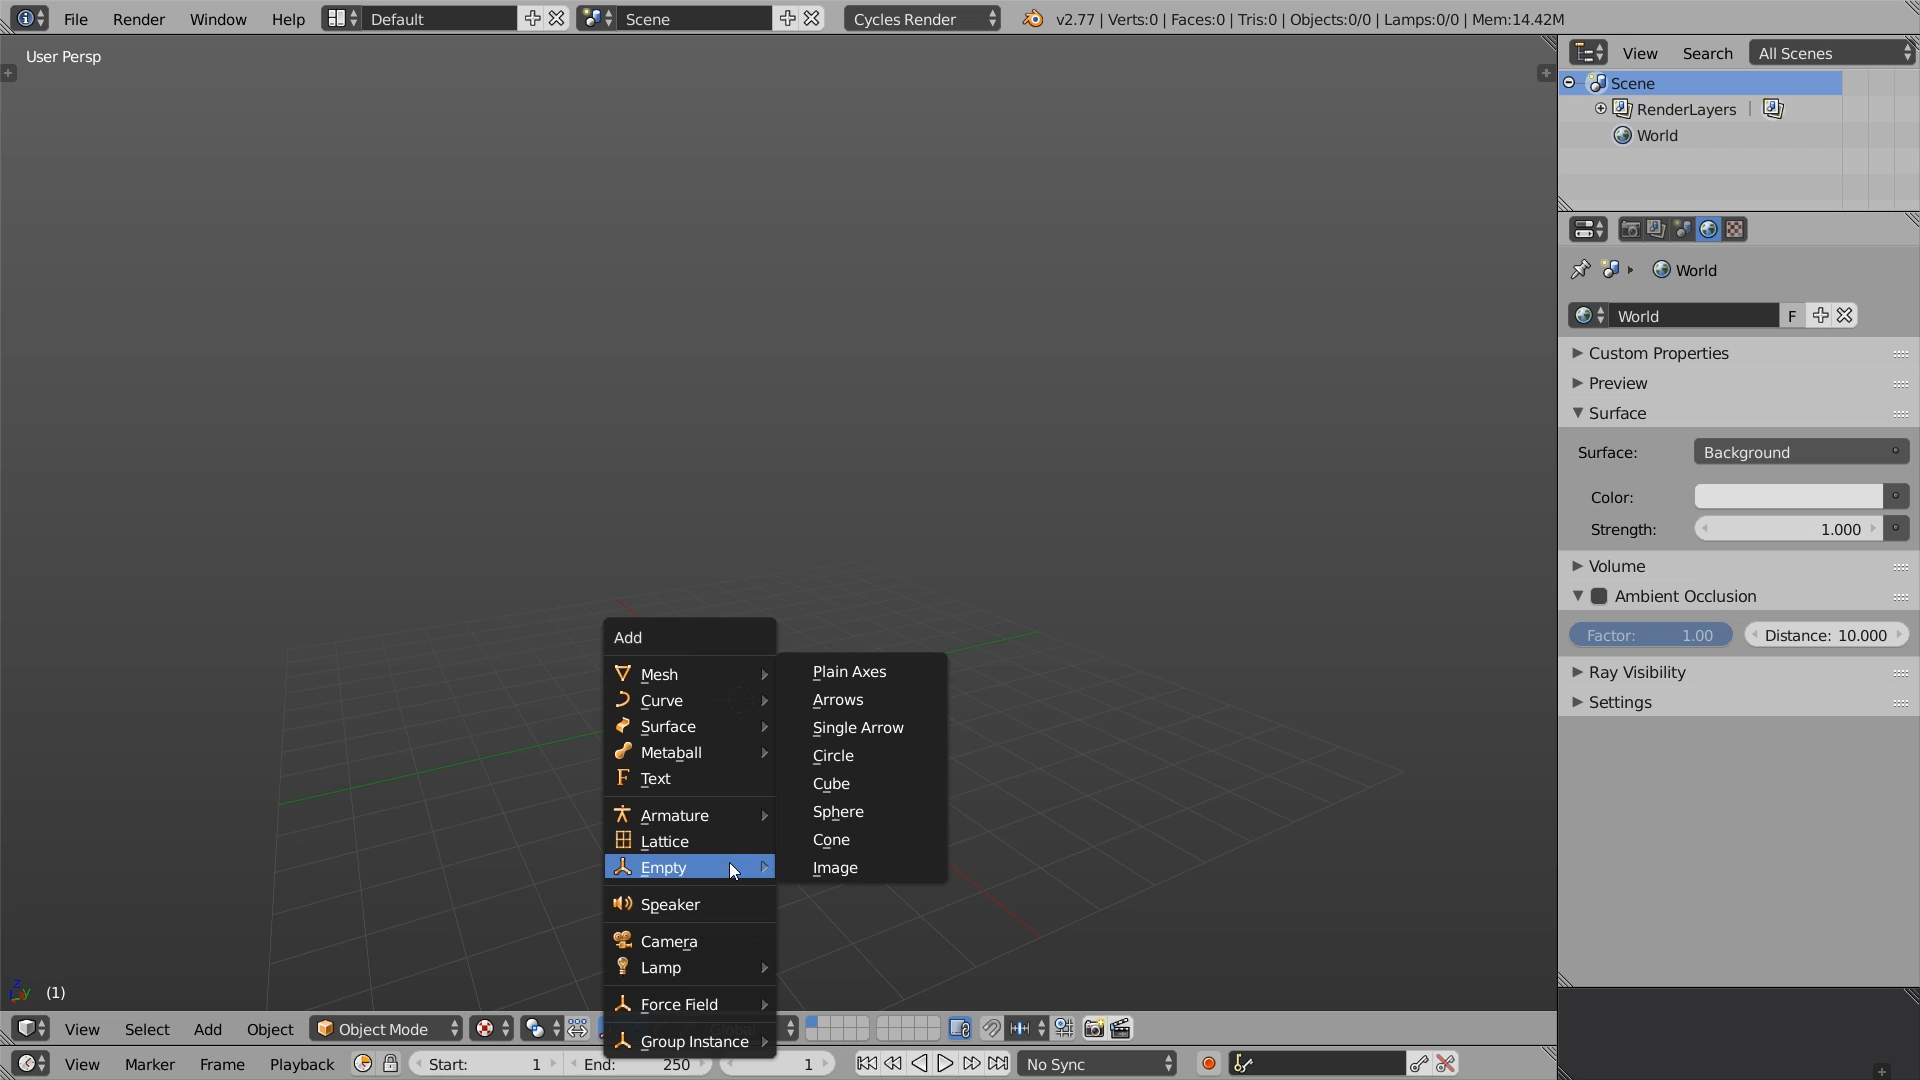 File Render Window Help Default Scene Cycles Render v2.77 | Verts:0 | Faces:0 | Tris:0 | Objects:0/0 | Lamps:0/0 | Mem:14.42M
User Persp
View Search All Scenes
Scene
RenderLayers
World
World
World F
Custom Properties
Preview
Surface
Surface: Background
Color:
Strength: 1.000
Volume
Ambient Occlusion
Factor: 1.00 Distance: 10.000
Ray Visibility
Settings
Add
Mesh
Curve
Surface
Metaball
Text
Armature
Lattice
Empty
Speaker
Camera
Lamp
Force Field
Group Instance
Plain Axes
Arrows
Single Arrow
Circle
Cube
Sphere
Cone
Image
z y (1)
View Select Add Object Object Mode Global
View Marker Frame Playback Start: 1 End: 250 1 No Sync